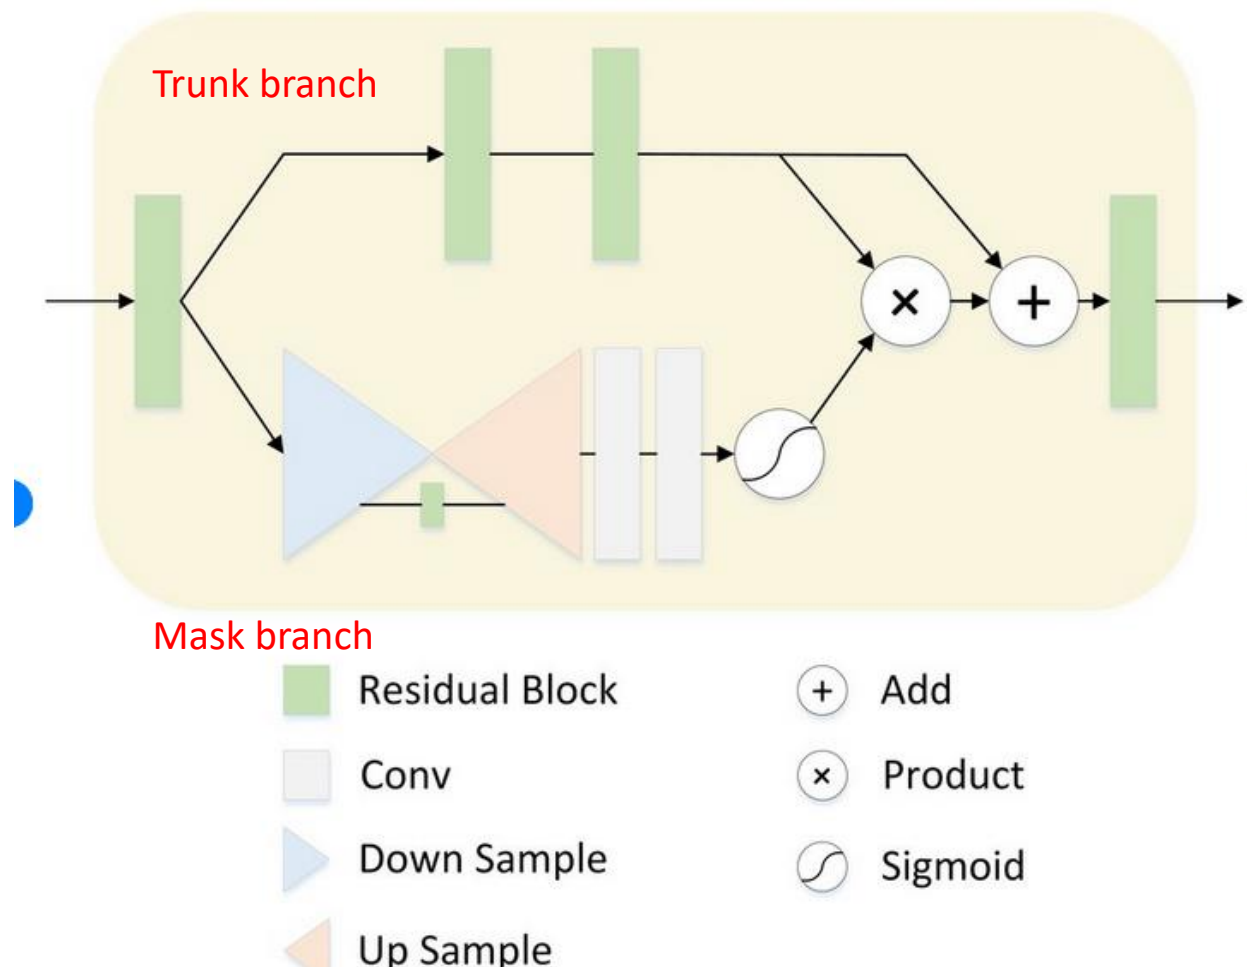 Trunk branch
×
+
Mask branch
Residual Block
+ Add
Conv
× Product
Down Sample
Sigmoid
Up Sample